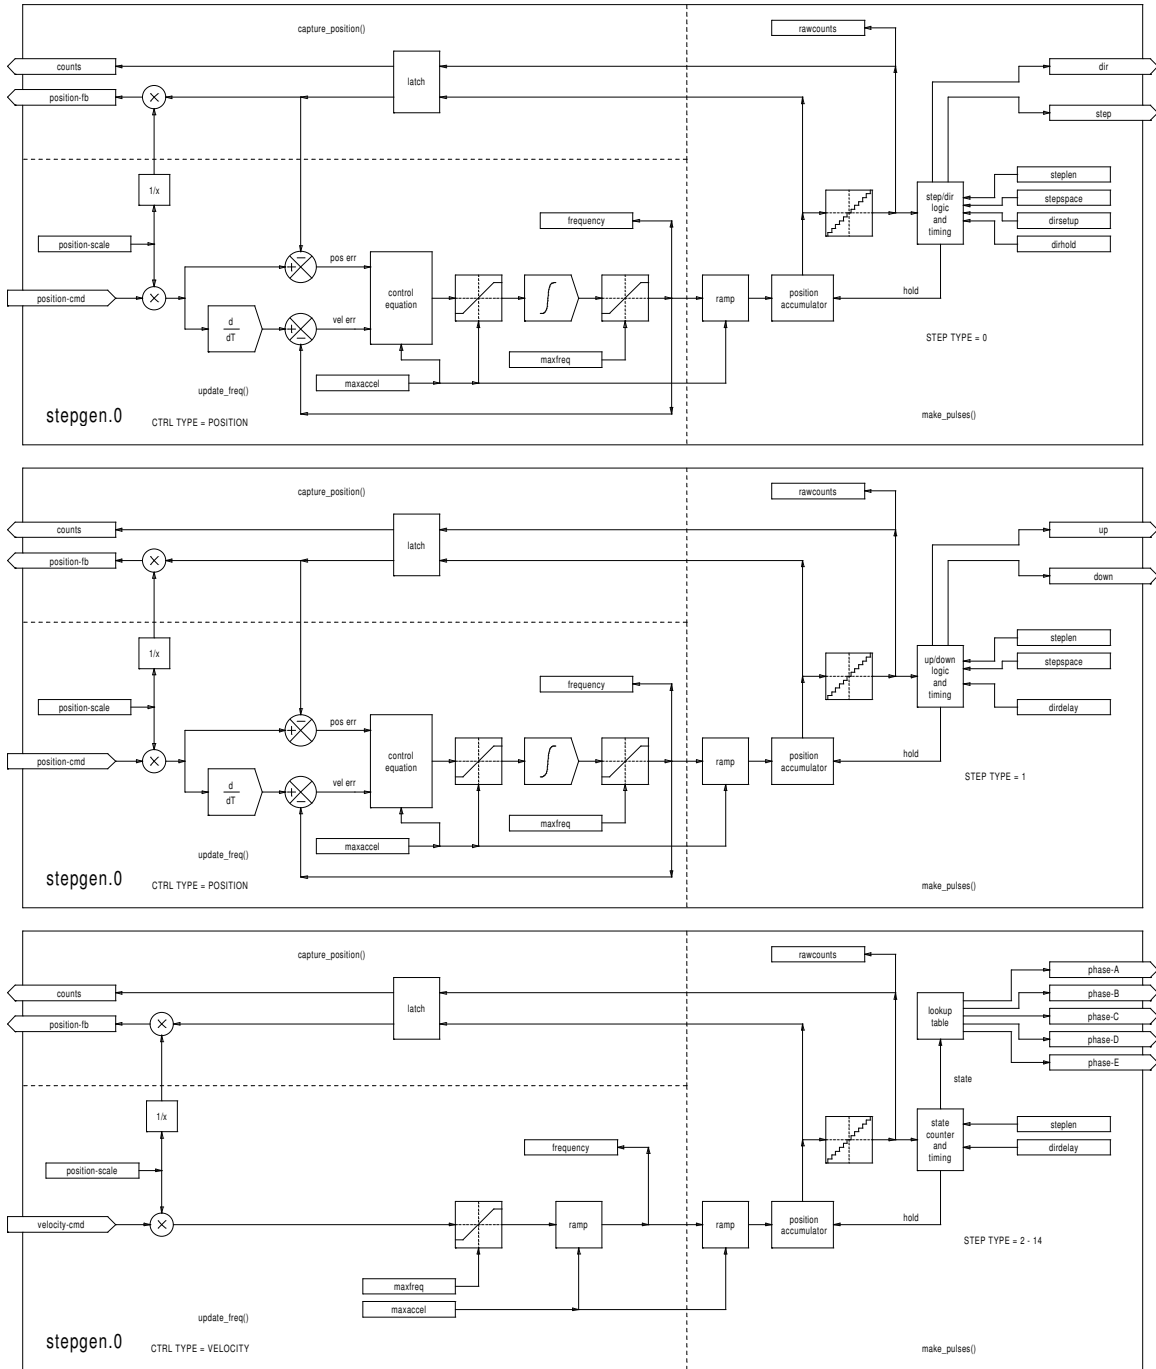 capture_position()
rawcounts
counts
latch
dir
position-fb
step
1/x
step/dir
logic
and
timing
steplen
stepspace
dirsetup
dirhold
frequency
position-scale
pos err
control
equation
position-cmd
ramp
position
accumulator
hold
d
dT
vel err
STEP TYPE = 0
maxfreq
maxaccel
update_freq()
stepgen.0
CTRL TYPE = POSITION
make_pulses()
capture_position()
rawcounts
counts
latch
up
position-fb
down
1/x
up/down
logic
and
timing
steplen
stepspace
dirdelay
frequency
position-scale
pos err
control
equation
position-cmd
ramp
position
accumulator
hold
d
dT
vel err
STEP TYPE = 1
maxfreq
maxaccel
update_freq()
stepgen.0
CTRL TYPE = POSITION
make_pulses()
capture_position()
rawcounts
counts
latch
lookup
table
phase-A
phase-B
phase-C
phase-D
phase-E
position-fb
state
1/x
state
counter
and
timing
steplen
dirdelay
frequency
position-scale
velocity-cmd
ramp
ramp
position
accumulator
hold
STEP TYPE = 2 - 14
maxfreq
maxaccel
update_freq()
stepgen.0
CTRL TYPE = VELOCITY
make_pulses()